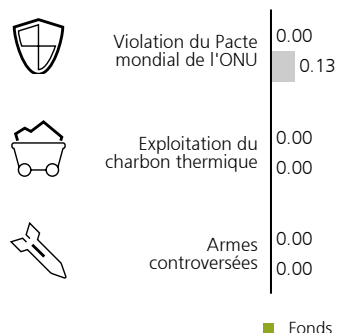 Violation du Pacte
mondial de l'ONU
0.00
0.13
Exploitation du
charbon thermique
0.00
0.00
Armes
controversées
0.00
0.00
Fonds